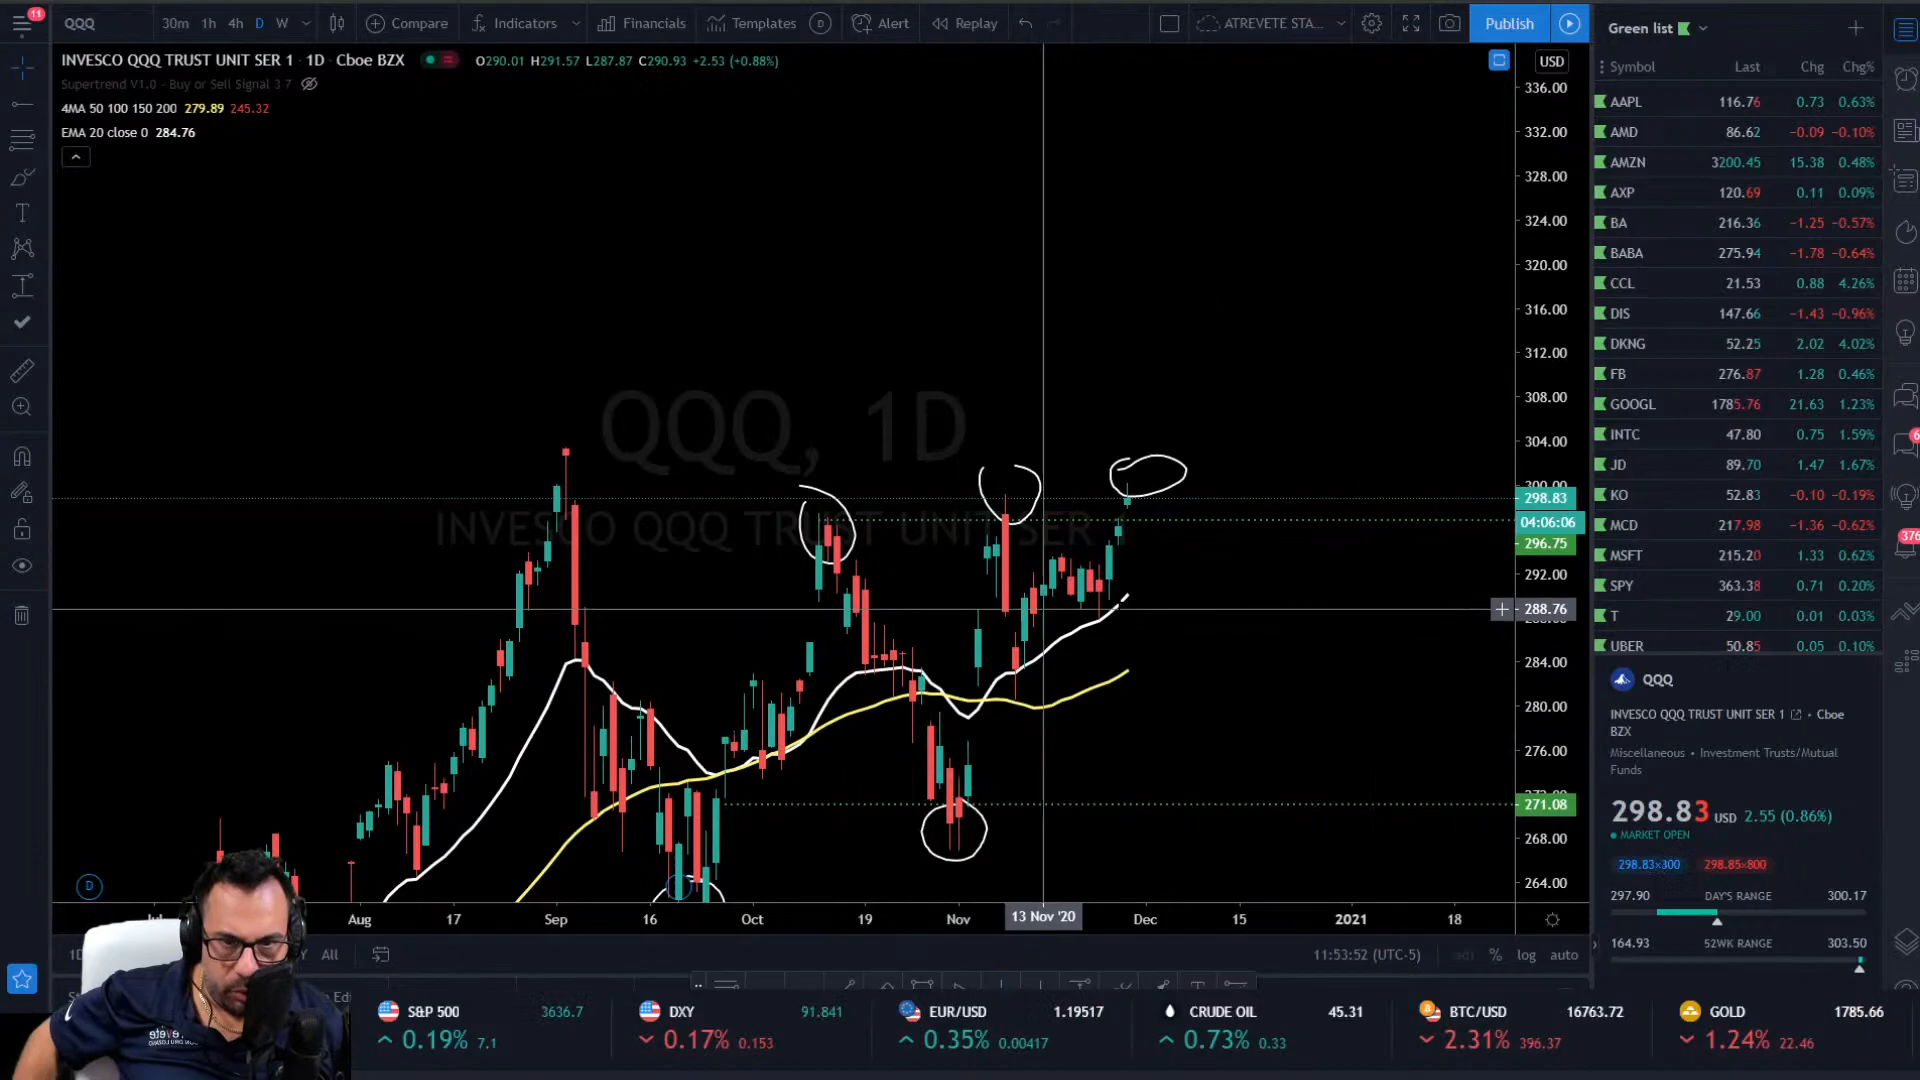 11
QQQ
30m 1h 4h D W
Compare
Indicators
Financials
Templates
D
Alert
Replay
ATREVETE STA...
Publish
INVESCO QQQ TRUST UNIT SER 1 1D Cboe BZX
O290.01 H291.57 L287.87 C290.93 +2.53 (+0.88%)
Supertrend V1.0 - Buy or Sell Signal 3 7
4MA 50 100 150 200 279.89 245.32
EMA 20 close 0 284.76
QQQ, 1D
INVESCO QQQ TRUST UNIT SER 1
USD
336.00
332.00
328.00
324.00
320.00
316.00
312.00
308.00
304.00
300.00
298.83
04:06:06
296.75
292.00
288.76
284.00
280.00
276.00
271.08
268.00
264.00
D
Aug 17 Sep 16 Oct 19 Nov 13 Nov '20 Dec 15 2021 18
All
11:53:52 (UTC-5)
adj % log auto
Green list
Symbol Last Chg Chg%
AAPL 116.76 0.73 0.63%
AMD 86.62 −0.09 −0.10%
AMZN 3200.45 15.38 0.48%
AXP 120.69 0.11 0.09%
BA 216.36 −1.25 −0.57%
BABA 275.94 −1.78 −0.64%
CCL 21.53 0.88 4.26%
DIS 147.66 −1.43 −0.96%
DKNG 52.25 2.02 4.02%
FB 276.87 1.28 0.46%
GOOGL 1785.76 21.63 1.23%
INTC 47.80 0.75 1.59%
JD 89.70 1.47 1.67%
KO 52.83 −0.10 −0.19%
MCD 217.98 −1.36 −0.62%
MSFT 215.20 1.33 0.62%
SPY 363.38 0.71 0.20%
T 29.00 0.01 0.03%
UBER 50.85 0.05 0.10%
QQQ
INVESCO QQQ TRUST UNIT SER 1 • Cboe
BZX
Miscellaneous • Investment Trusts/Mutual
Funds
298.83 USD 2.55 (0.86%)
MARKET OPEN
298.83×300 298.85×800
297.90 DAY'S RANGE 300.17
164.93 52WK RANGE 303.50
376
S&P 500 3636.7
0.19% 7.1
DXY 91.841
0.17% 0.153
EUR/USD 1.19517
0.35% 0.00417
CRUDE OIL 45.31
0.73% 0.33
BTC/USD 16763.72
2.31% 396.37
GOLD 1785.66
1.24% 22.46